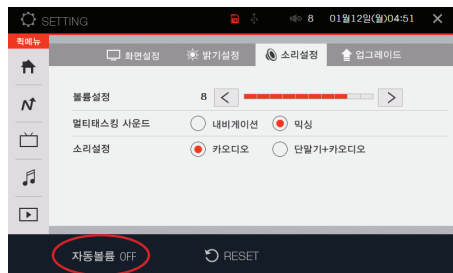 SETTING 8 01월12일(월)04:51
퀵메뉴
화면설정 밝기설정 소리설정 업그레이드
볼륨설정 8
멀티태스킹 사운드 내비게이션 믹싱
소리설정 카오디오 단말기+카오디오
자동볼륨 OFF RESET